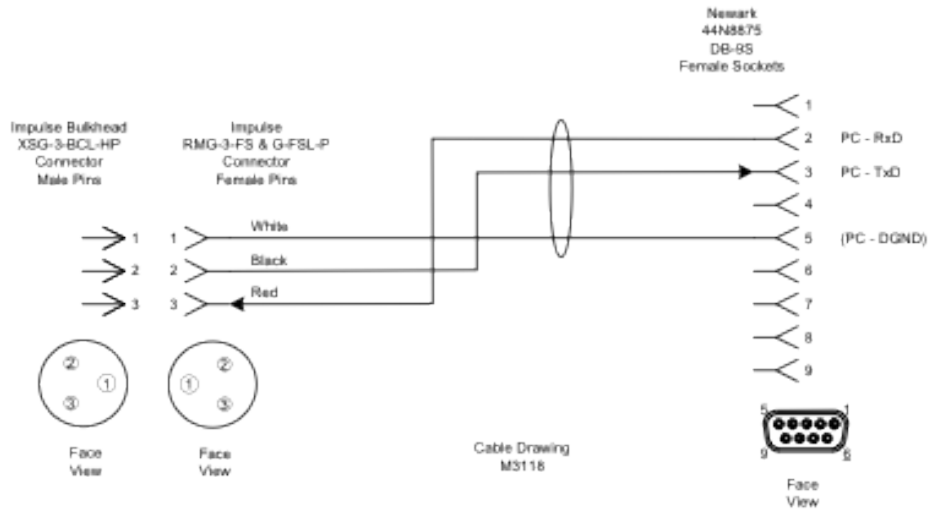 Newark
44N8875
DB-9S
Female Sockets
Impulse Bulkhead
XSG-3-BCL-HP
Connector
Male Pins
Impulse
RMG-3-FS & G-FSL-P
Connector
Female Pins
1
2 PC - RxD
3 PC - TxD
4
5 (PC - DGND)
6
7
8
9
1 1 White
2 2 Black
3 3 Red
2
1
3
2
1
3
Face
View
Face
View
Cable Drawing
M3118
5 1
9 6
Face
View